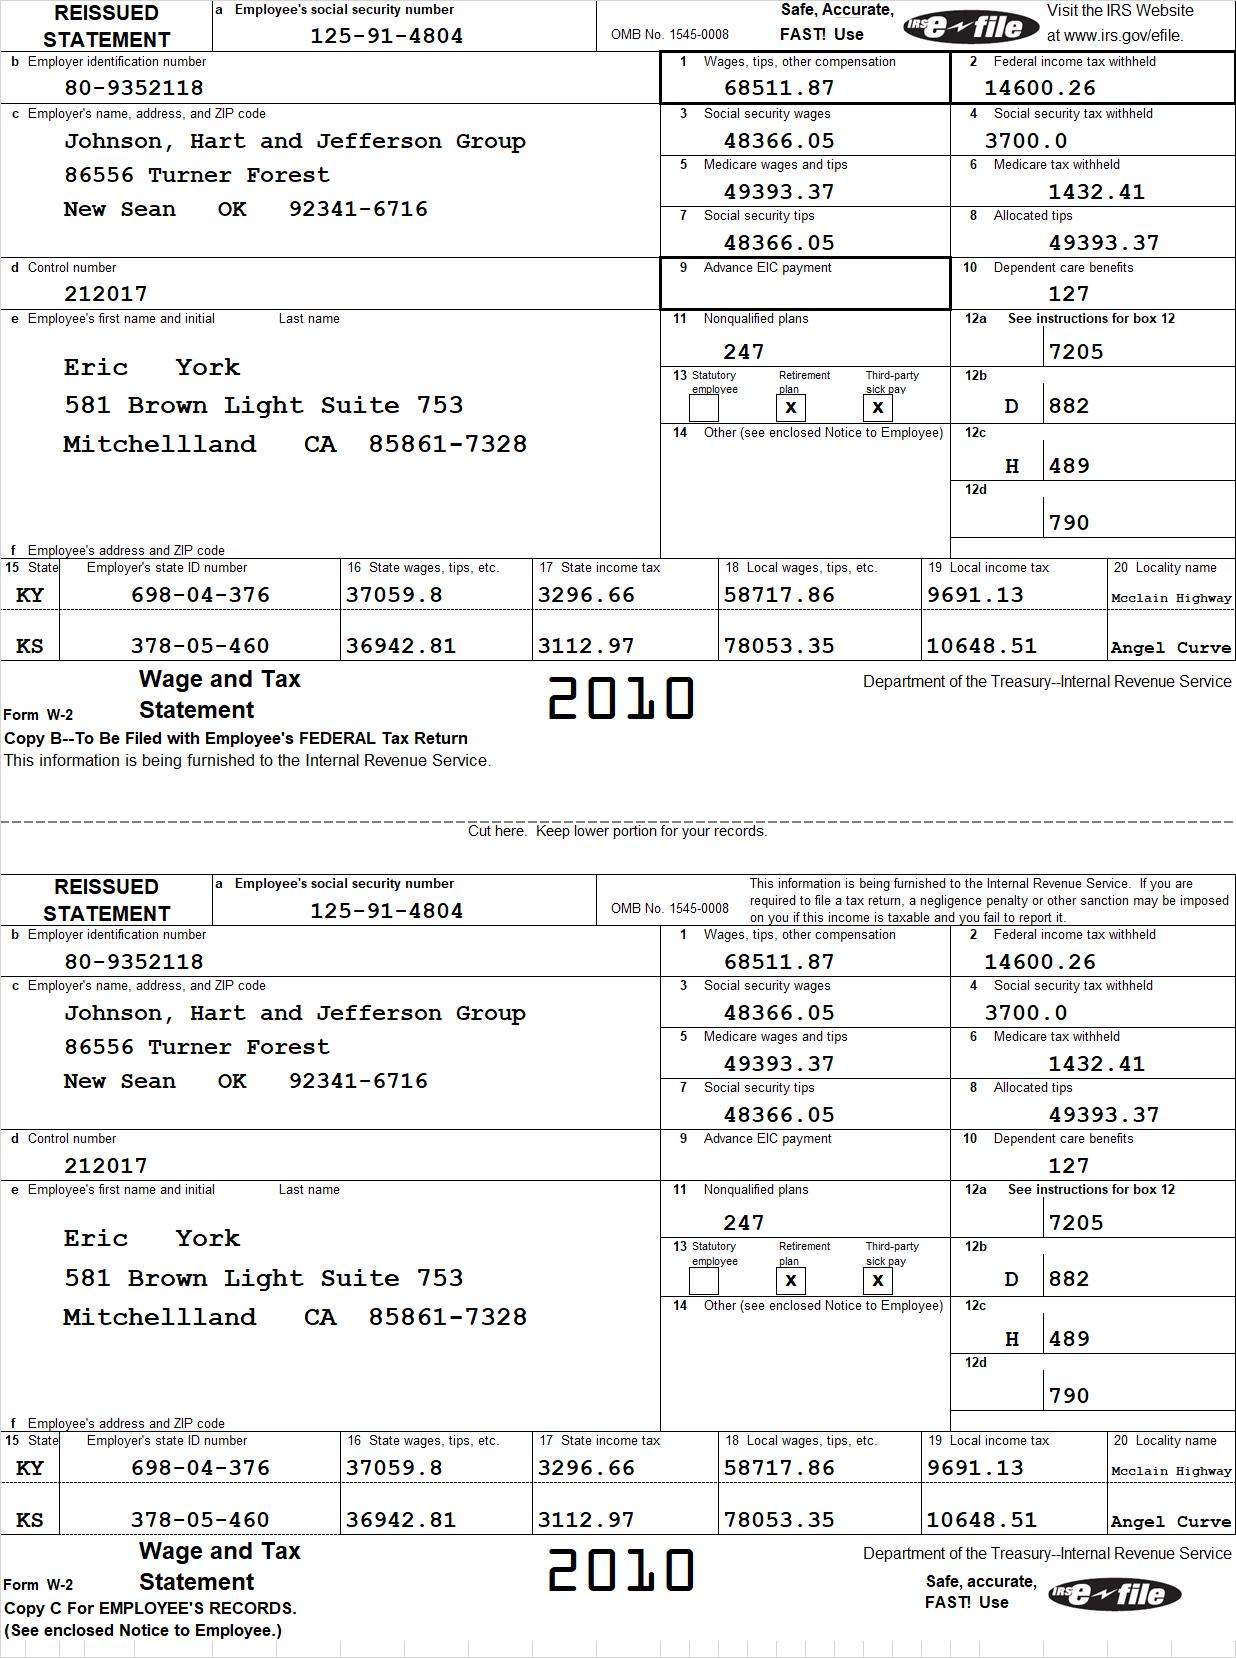 REISSUED STATEMENT
a Employee's social security number
125-91-4804
OMB No. 1545-0008
Safe, Accurate, FAST! Use
IRS e-file
Visit the IRS Website at www.irs.gov/efile.
b Employer identification number
80-9352118
1 Wages, tips, other compensation
68511.87
2 Federal income tax withheld
14600.26
c Employer's name, address, and ZIP code
Johnson, Hart and Jefferson Group
86556 Turner Forest
New Sean OK 92341-6716
3 Social security wages
48366.05
4 Social security tax withheld
3700.0
5 Medicare wages and tips
49393.37
6 Medicare tax withheld
1432.41
7 Social security tips
48366.05
8 Allocated tips
49393.37
d Control number
212017
9 Advance EIC payment
10 Dependent care benefits
127
e Employee's first name and initial Last name
Eric York
581 Brown Light Suite 753
Mitchellland CA 85861-7328
11 Nonqualified plans
247
12a See instructions for box 12
7205
13 Statutory employee
Retirement plan
X
Third-party sick pay
X
12b
D 882
14 Other (see enclosed Notice to Employee)
12c
H 489
12d
790
f Employee's address and ZIP code
15 State Employer's state ID number 16 State wages, tips, etc. 17 State income tax 18 Local wages, tips, etc. 19 Local income tax 20 Locality name
KY 698-04-376 37059.8 3296.66 58717.86 9691.13 Mcclain Highway
KS 378-05-460 36942.81 3112.97 78053.35 10648.51 Angel Curve
Form W-2 Wage and Tax Statement
2010
Department of the Treasury--Internal Revenue Service
Copy B--To Be Filed with Employee's FEDERAL Tax Return
This information is being furnished to the Internal Revenue Service.
Cut here. Keep lower portion for your records.
REISSUED STATEMENT
a Employee's social security number
125-91-4804
OMB No. 1545-0008
This information is being furnished to the Internal Revenue Service. If you are
required to file a tax return, a negligence penalty or other sanction may be imposed
on you if this income is taxable and you fail to report it.
b Employer identification number
80-9352118
1 Wages, tips, other compensation
68511.87
2 Federal income tax withheld
14600.26
c Employer's name, address, and ZIP code
Johnson, Hart and Jefferson Group
86556 Turner Forest
New Sean OK 92341-6716
3 Social security wages
48366.05
4 Social security tax withheld
3700.0
5 Medicare wages and tips
49393.37
6 Medicare tax withheld
1432.41
7 Social security tips
48366.05
8 Allocated tips
49393.37
d Control number
212017
9 Advance EIC payment
10 Dependent care benefits
127
e Employee's first name and initial Last name
Eric York
581 Brown Light Suite 753
Mitchellland CA 85861-7328
11 Nonqualified plans
247
12a See instructions for box 12
7205
13 Statutory employee
Retirement plan
X
Third-party sick pay
X
12b
D 882
14 Other (see enclosed Notice to Employee)
12c
H 489
12d
790
f Employee's address and ZIP code
15 State Employer's state ID number 16 State wages, tips, etc. 17 State income tax 18 Local wages, tips, etc. 19 Local income tax 20 Locality name
KY 698-04-376 37059.8 3296.66 58717.86 9691.13 Mcclain Highway
KS 378-05-460 36942.81 3112.97 78053.35 10648.51 Angel Curve
Form W-2 Wage and Tax Statement
2010
Department of the Treasury--Internal Revenue Service
Safe, accurate, FAST! Use
IRS e-file
Copy C For EMPLOYEE'S RECORDS.
(See enclosed Notice to Employee.)